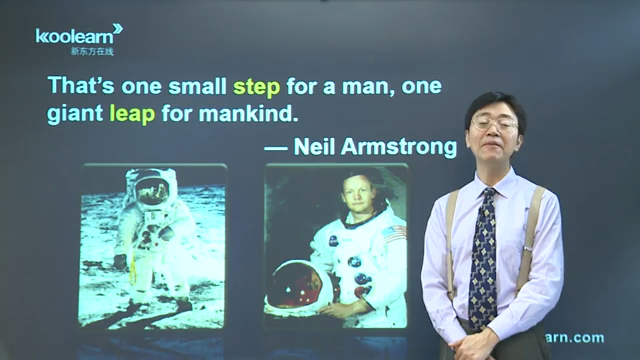 koolearn
新东方在线
That's one small step for a man, one
giant leap for mankind.
— Neil Armstrong
earn.com